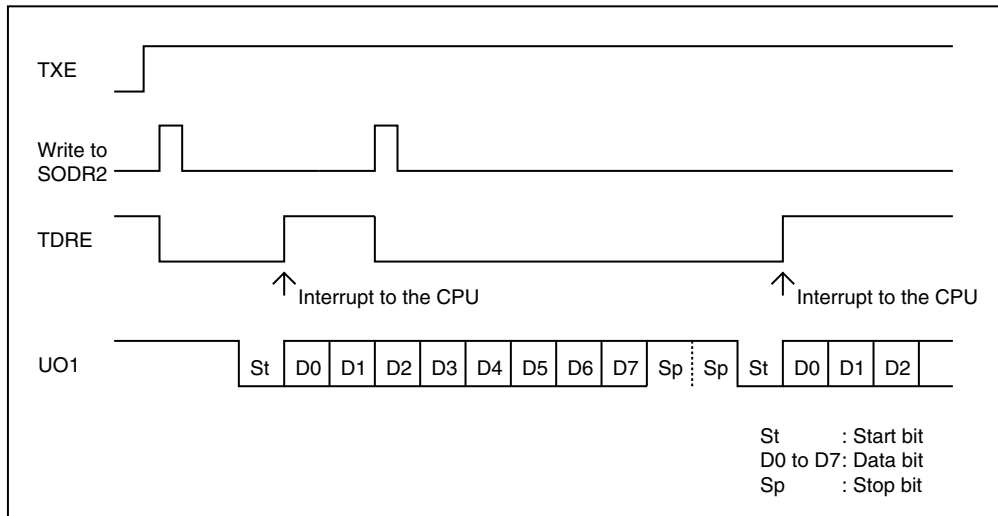 TXE
Write to
SODR2
TDRE
Interrupt to the CPU Interrupt to the CPU
UO1 St D0 D1 D2 D3 D4 D5 D6 D7 Sp Sp St D0 D1 D2
St : Start bit
D0 to D7: Data bit
Sp : Stop bit